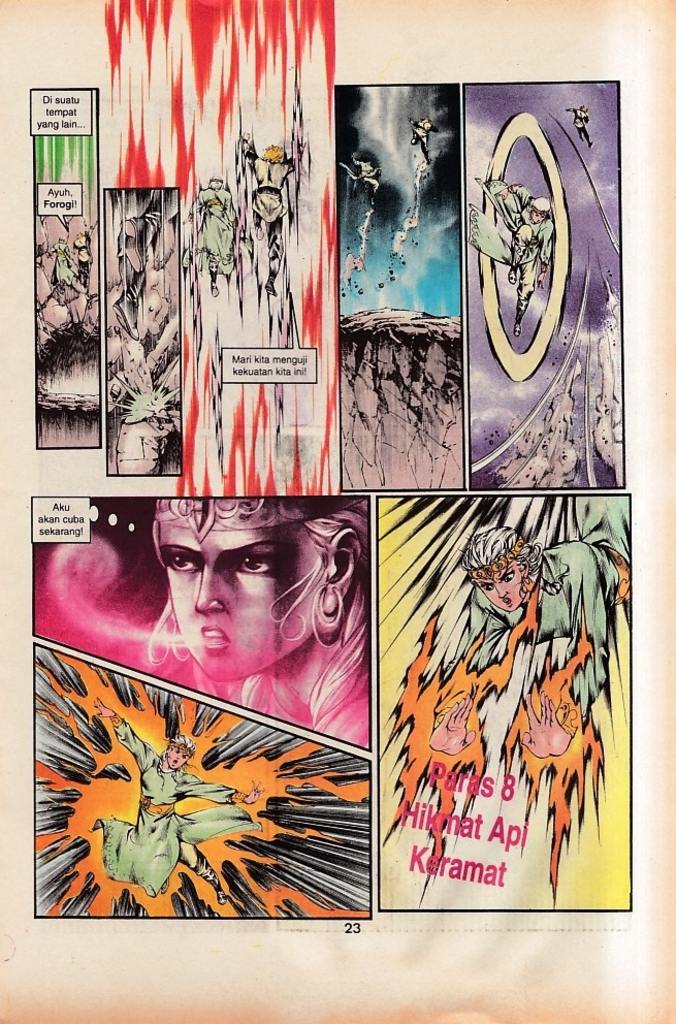 Di suatu
tempat
yang lain...
Ayuh,
Forogi!
Mari kita menguji
kekuatan kita ini!
Aku
akan cuba
sekarang!
Paras 8
Hikmat Api
Keramat
23